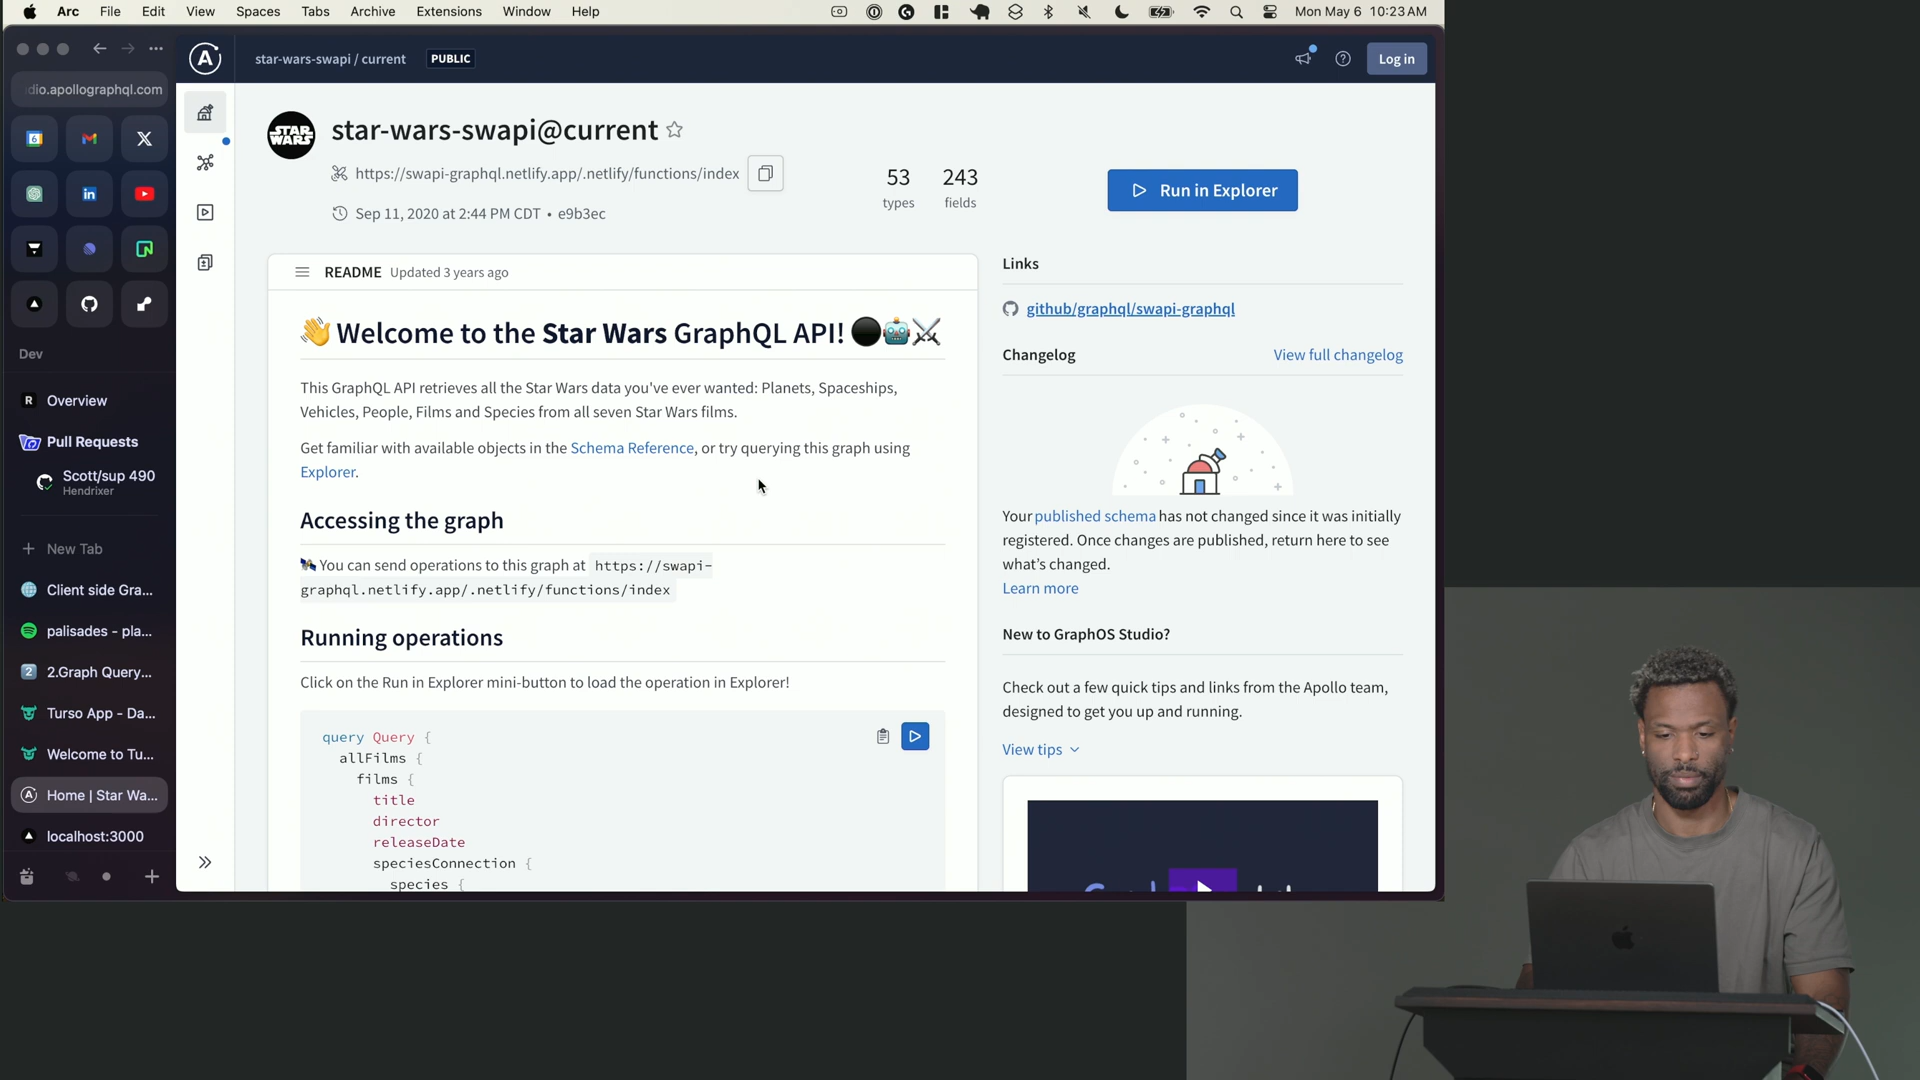 Arc File Edit View Spaces Tabs Archive Extensions Window Help Mon May 6 10:23 AM
dio.apollographql.com
Dev
R Overview
Pull Requests
Scott/sup 490
Hendrixer
New Tab
Client side Gra...
palisades - pla...
2 2.Graph Query...
Turso App - Da...
Welcome to Tu...
Home | Star Wa...
localhost:3000
star-wars-swapi / current PUBLIC
Log in
STAR WARS
star-wars-swapi@current
https://swapi-graphql.netlify.app/.netlify/functions/index
Sep 11, 2020 at 2:44 PM CDT • e9b3ec
53 types
243 fields
Run in Explorer
README Updated 3 years ago
👋 Welcome to the Star Wars GraphQL API! ⚫🤖⚔️
This GraphQL API retrieves all the Star Wars data you've ever wanted: Planets, Spaceships,
Vehicles, People, Films and Species from all seven Star Wars films.
Get familiar with available objects in the Schema Reference, or try querying this graph using
Explorer.
Accessing the graph
🛰 You can send operations to this graph at https://swapi-
graphql.netlify.app/.netlify/functions/index
Running operations
Click on the Run in Explorer mini-button to load the operation in Explorer!
query Query {
allFilms {
films {
title
director
releaseDate
speciesConnection {
species {
Links
github/graphql/swapi-graphql
Changelog View full changelog
Your published schema has not changed since it was initially
registered. Once changes are published, return here to see
what's changed.
Learn more
New to GraphOS Studio?
Check out a few quick tips and links from the Apollo team,
designed to get you up and running.
View tips